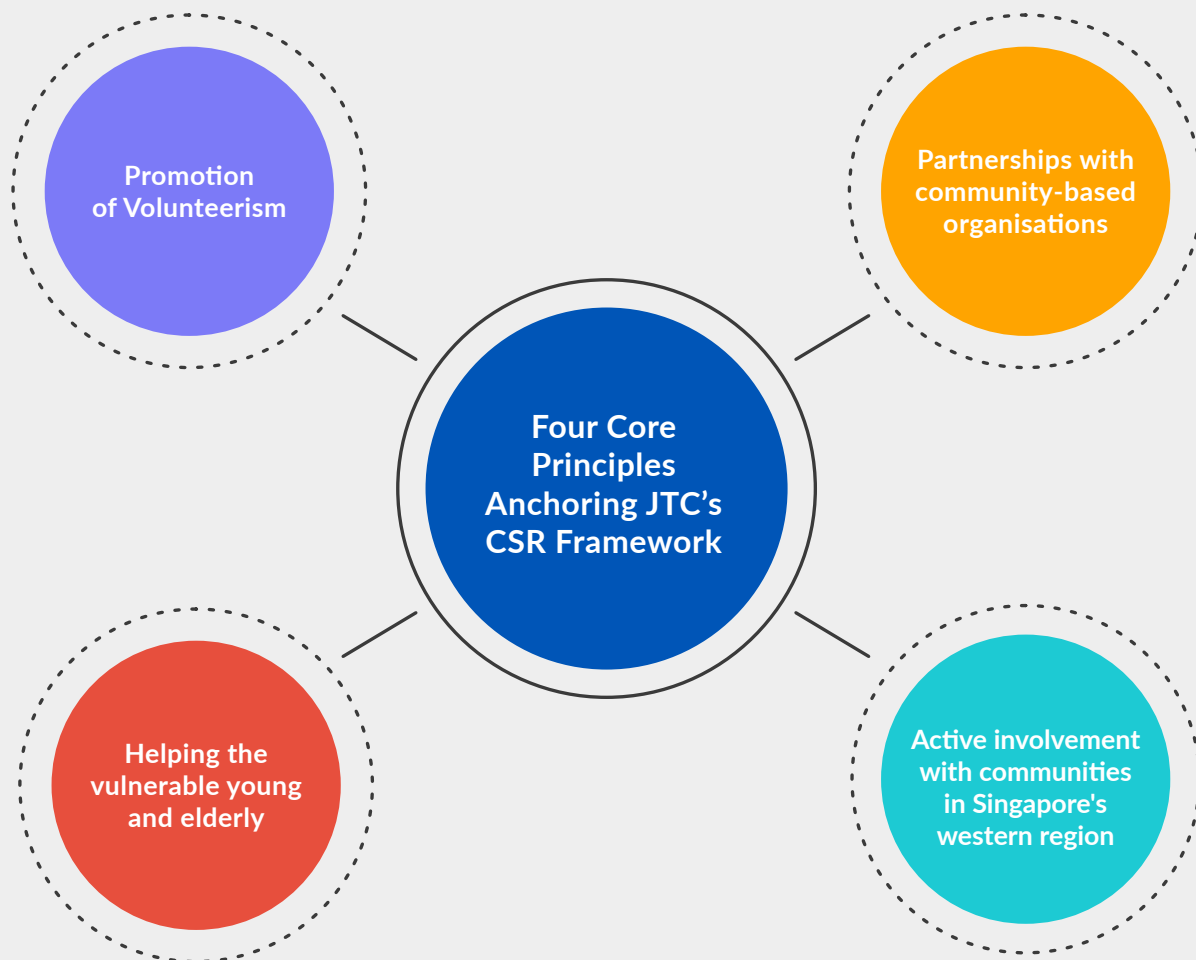 Promotion
of Volunteerism
Partnerships with
community-based
organisations
Four Core
Principles
Anchoring JTC’s
CSR Framework
Helping the
vulnerable young
and elderly
Active involvement
with communities
in Singapore's
western region